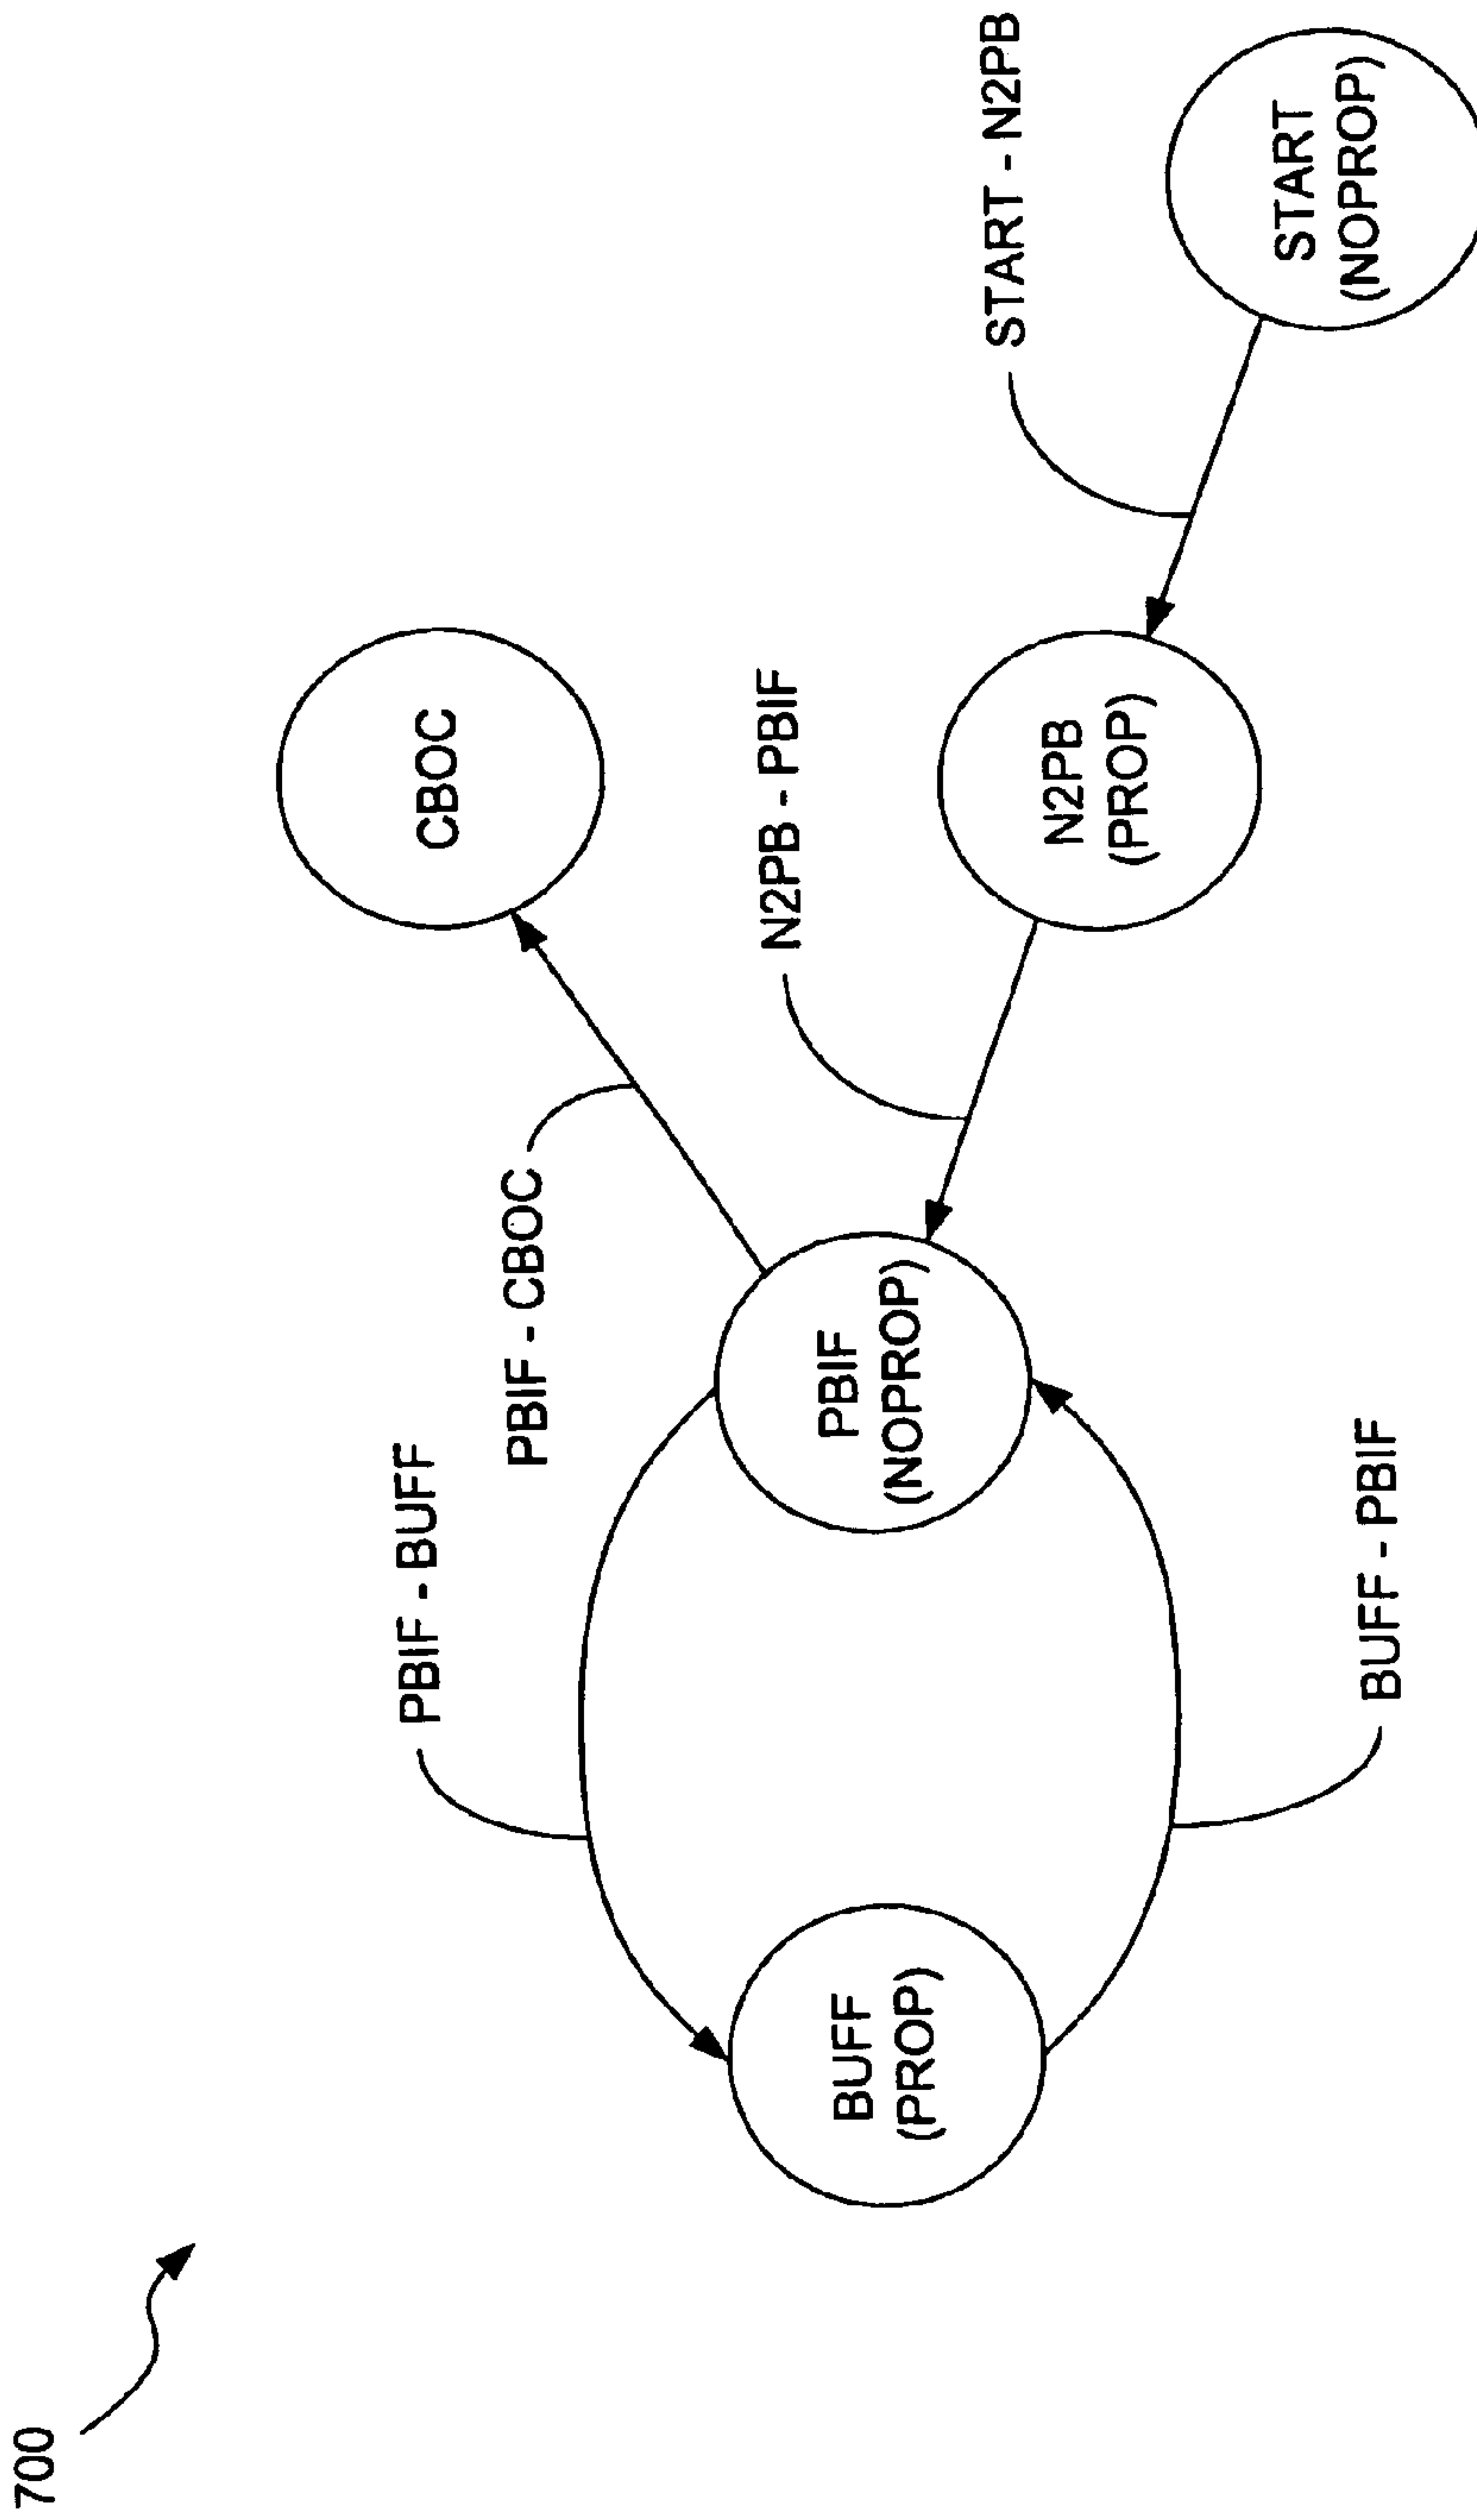 700
PBIF - BUFF
PBIF - CBOC
CBOC
BUFF
(PROP)
PBIF
(NOPROP)
N2PB - PBIF
N2PB
(PROP)
START - N2PB
BUFF - PBIF
START
(NOPROP)